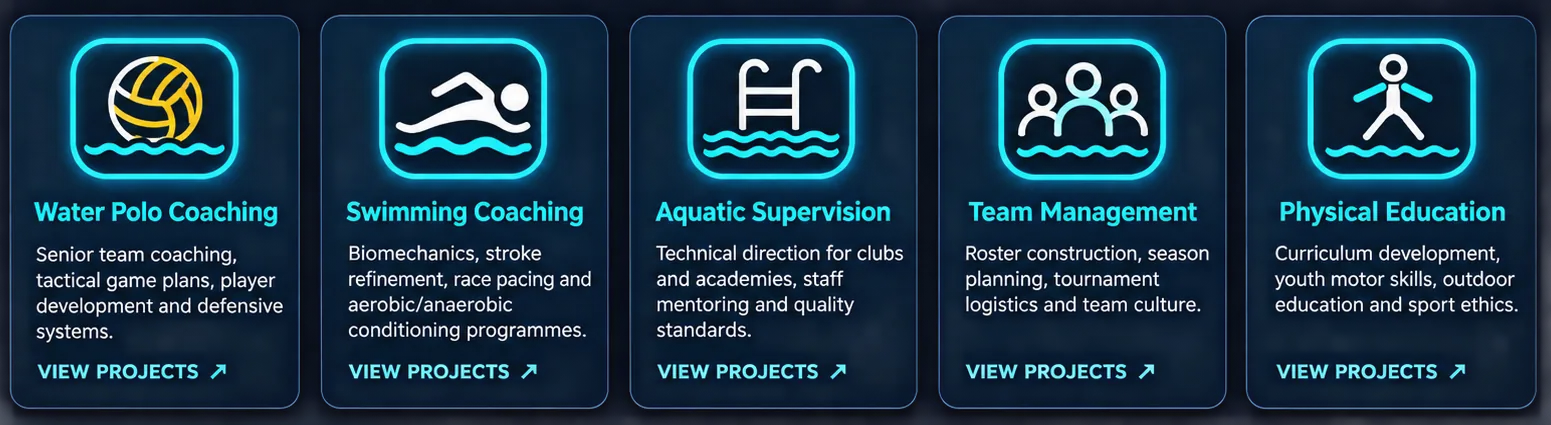 Water Polo Coaching
Senior team coaching,
tactical game plans, player
development and defensive
systems.
VIEW PROJECTS ↗
Swimming Coaching
Biomechanics, stroke
refinement, race pacing and
aerobic/anaerobic
conditioning programmes.
VIEW PROJECTS ↗
Aquatic Supervision
Technical direction for clubs
and academies, staff
mentoring and quality
standards.
VIEW PROJECTS ↗
Team Management
Roster construction, season
planning, tournament
logistics and team culture.
VIEW PROJECTS ↗
Physical Education
Curriculum development,
youth motor skills, outdoor
education and sport ethics.
VIEW PROJECTS ↗